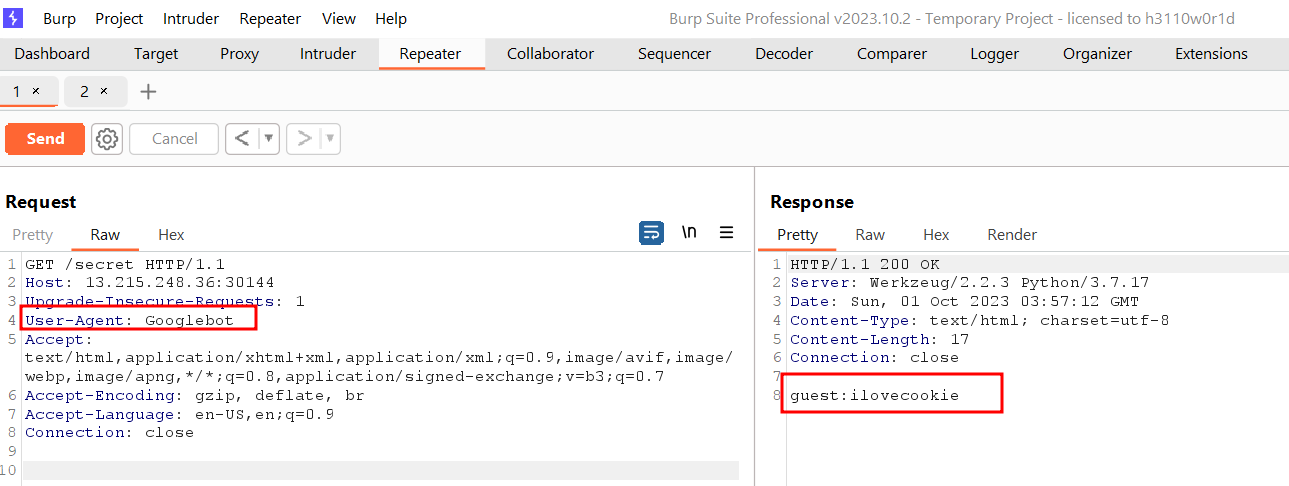 Burp Project Intruder Repeater View Help Burp Suite Professional v2023.10.2 - Temporary Project - licensed to h3110w0r1d
Dashboard Target Proxy Intruder Repeater Collaborator Sequencer Decoder Comparer Logger Organizer Extensions
1 × 2 × +
Send Cancel < ▼ > ▼
Request
Pretty Raw Hex \n
1 GET /secret HTTP/1.1
2 Host: 13.215.248.36:30144
3 Upgrade-Insecure-Requests: 1
4 User-Agent: Googlebot
5 Accept:
text/html,application/xhtml+xml,application/xml;q=0.9,image/avif,image/
webp,image/apng,*/*;q=0.8,application/signed-exchange;v=b3;q=0.7
6 Accept-Encoding: gzip, deflate, br
7 Accept-Language: en-US,en;q=0.9
8 Connection: close
9
10
Response
Pretty Raw Hex Render
1 HTTP/1.1 200 OK
2 Server: Werkzeug/2.2.3 Python/3.7.17
3 Date: Sun, 01 Oct 2023 03:57:12 GMT
4 Content-Type: text/html; charset=utf-8
5 Content-Length: 17
6 Connection: close
7
8 guest:ilovecookie